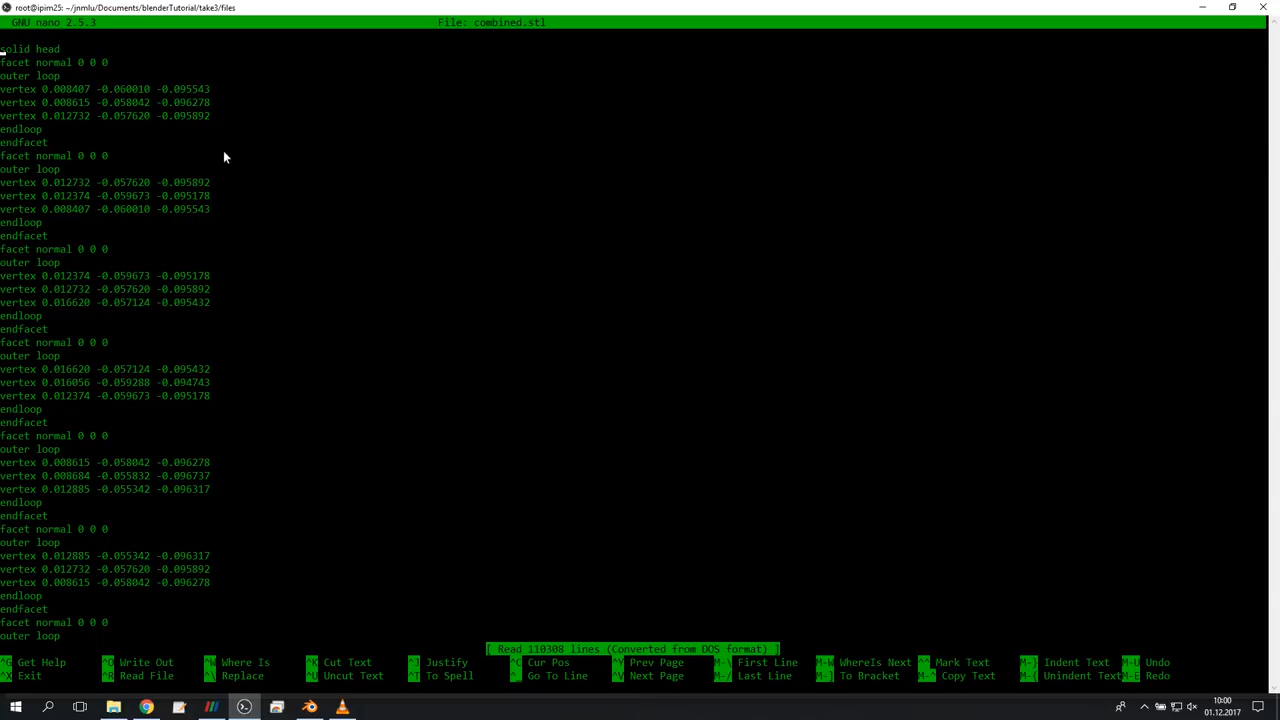 root@ipim25: ~/jnmlu/Documents/blenderTutorial/take3/files
GNU nano 2.5.3 File: combined.stl
solid head
facet normal 0 0 0
outer loop
vertex 0.008407 -0.060010 -0.095543
vertex 0.008615 -0.058042 -0.096278
vertex 0.012732 -0.057620 -0.095892
endloop
endfacet
facet normal 0 0 0
outer loop
vertex 0.012732 -0.057620 -0.095892
vertex 0.012374 -0.059673 -0.095178
vertex 0.008407 -0.060010 -0.095543
endloop
endfacet
facet normal 0 0 0
outer loop
vertex 0.012374 -0.059673 -0.095178
vertex 0.012732 -0.057620 -0.095892
vertex 0.016620 -0.057124 -0.095432
endloop
endfacet
facet normal 0 0 0
outer loop
vertex 0.016620 -0.057124 -0.095432
vertex 0.016056 -0.059288 -0.094743
vertex 0.012374 -0.059673 -0.095178
endloop
endfacet
facet normal 0 0 0
outer loop
vertex 0.008615 -0.058042 -0.096278
vertex 0.008684 -0.055832 -0.096737
vertex 0.012885 -0.055342 -0.096317
endloop
endfacet
facet normal 0 0 0
outer loop
vertex 0.012885 -0.055342 -0.096317
vertex 0.012732 -0.057620 -0.095892
vertex 0.008615 -0.058042 -0.096278
endloop
endfacet
facet normal 0 0 0
outer loop
[ Read 110308 lines (Converted from DOS format) ]
^G Get Help ^O Write Out ^W Where Is ^K Cut Text ^J Justify ^C Cur Pos ^Y Prev Page M-\ First Line M-W WhereIs Next ^^ Mark Text M-} Indent Text M-U Undo
^X Exit ^R Read File ^\ Replace ^U Uncut Text ^T To Spell ^_ Go To Line ^V Next Page M-/ Last Line M-] To Bracket M-^ Copy Text M-{ Unindent Text M-E Redo
10:00
01.12.2017